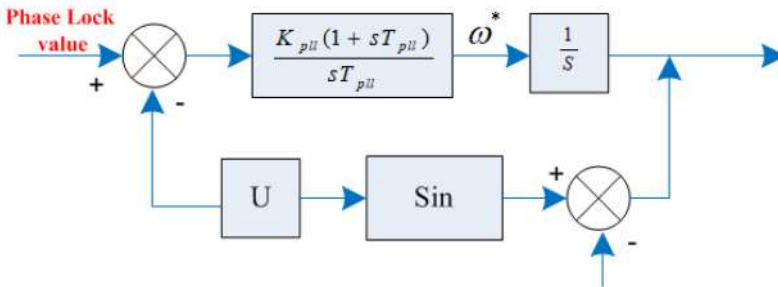 Phase Lock
value
K_pll(1+sT_pll)
sT_pll
ω*
1
S
+
-
U
Sin
+
-